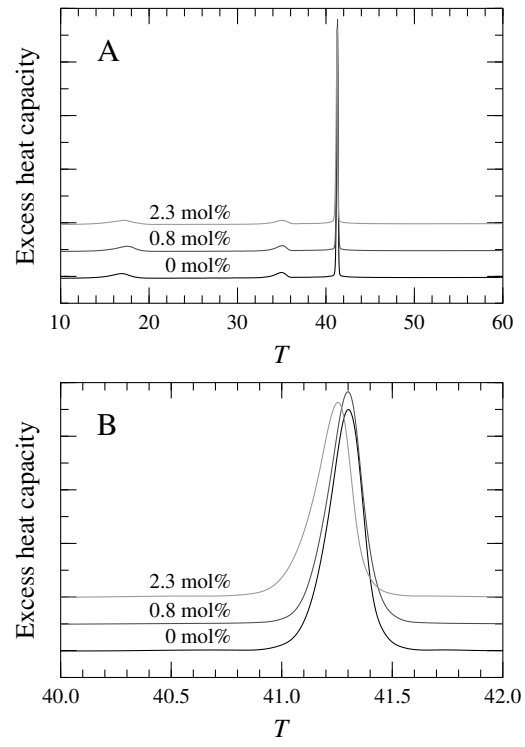 A
Excess heat capacity
2.3 mol%
0.8 mol%
0 mol%
10 20 30 40 50 60
T
B
Excess heat capacity
2.3 mol%
0.8 mol%
0 mol%
40.0 40.5 41.0 41.5 42.0
T